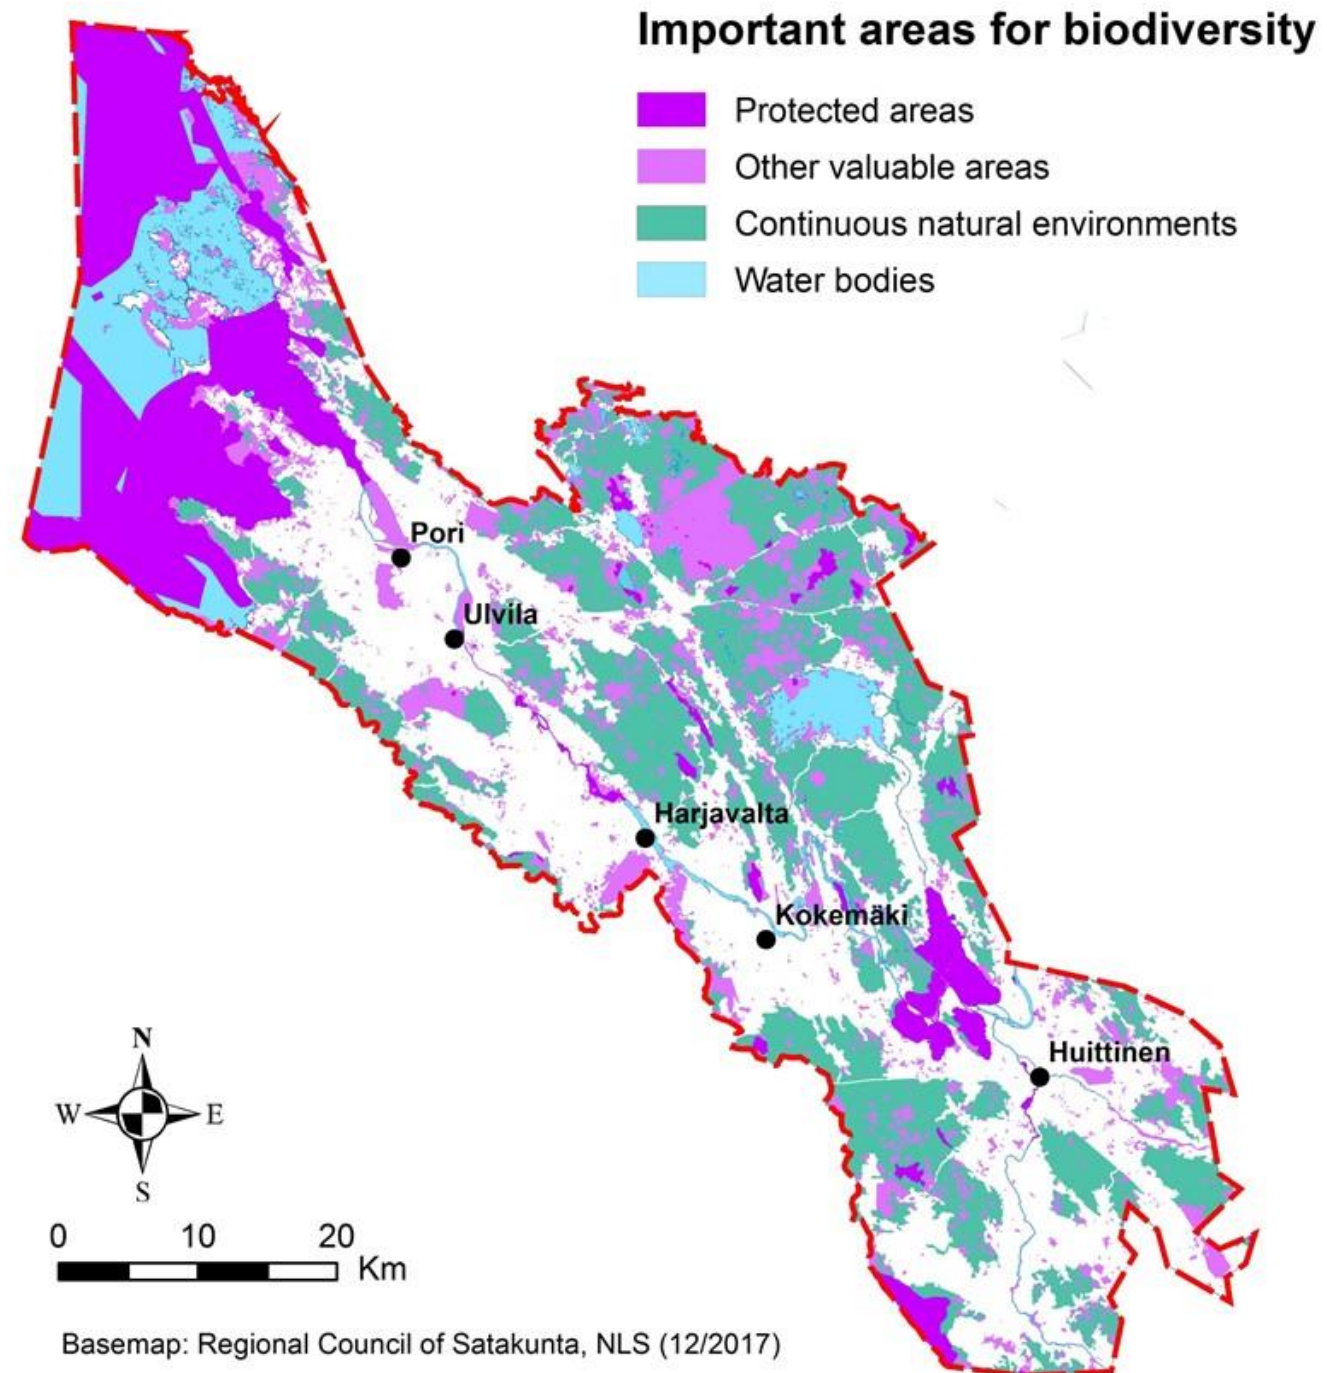 Important areas for biodiversity
Protected areas
Other valuable areas
Continuous natural environments
Water bodies
Pori
Ulvila
Harjavalta
Kokemäki
Huittinen
N
W E
S
0 10 20
Km
Basemap: Regional Council of Satakunta, NLS (12/2017)